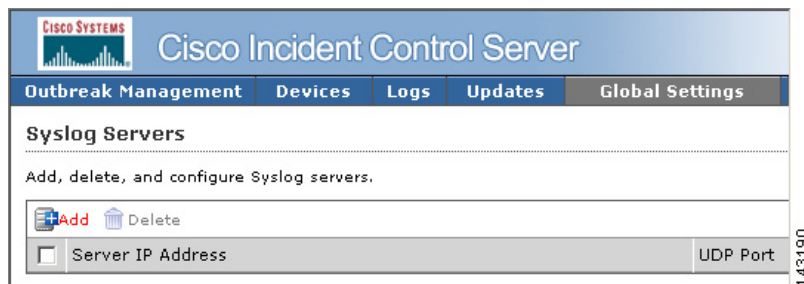 CISCO SYSTEMS
Cisco Incident Control Server
Outbreak Management Devices Logs Updates Global Settings
Syslog Servers
Add, delete, and configure Syslog servers.
Add Delete
Server IP Address UDP Port
143190